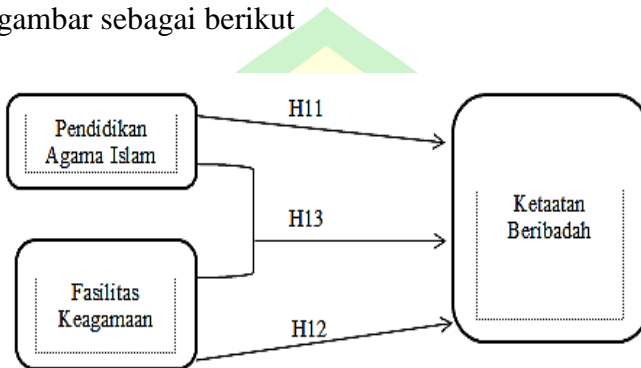 gambar sebagai berikut
H11
Pendidikan
Agama Islam
H13
Ketaatan
Beribadah
Fasilitas
Keagamaan
H12